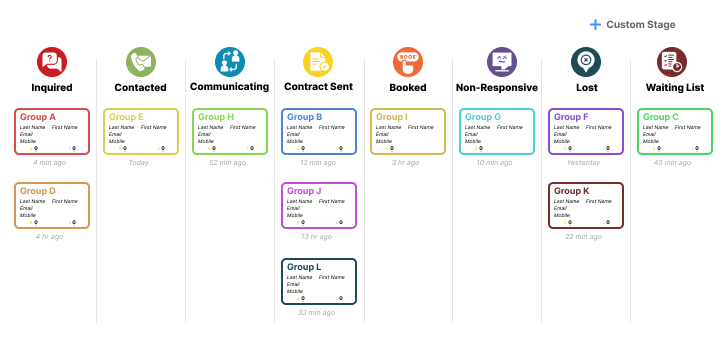 Custom Stage
BOOK
Inquired
Contacted
Communicating
Contract Sent
Booked
Non-Responsive
Lost
Waiting List
Group A
Last Name First Name
Email
Mobile
0 0
4 min ago
Group E
Last Name First Name
Email
Mobile
0 0
Today
Group H
Last Name First Name
Email
Mobile
0 0
52 min ago
Group B
Last Name First Name
Email
Mobile
0 0
12 min ago
Group I
Last Name First Name
Email
Mobile
0 0
3 hr ago
Group G
Last Name First Name
Email
Mobile
0 0
10 min ago
Group F
Last Name First Name
Email
Mobile
0 0
Yesterday
Group C
Last Name First Name
Email
Mobile
0 0
45 min ago
Group D
Last Name First Name
Email
Mobile
0 0
4 hr ago
Group J
Last Name First Name
Email
Mobile
0 0
13 hr ago
Group K
Last Name First Name
Email
Mobile
0 0
22 min ago
Group L
Last Name First Name
Email
Mobile
0 0
32 min ago